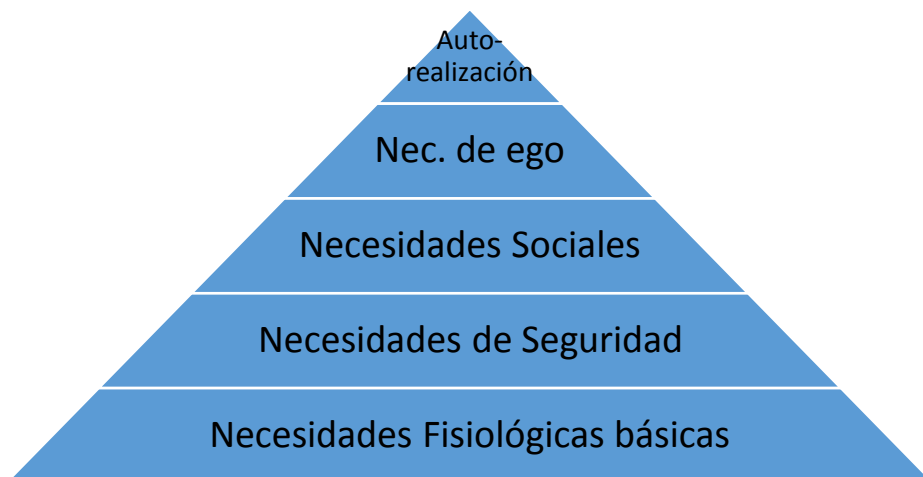 Auto-
realización
Nec. de ego
Necesidades Sociales
Necesidades de Seguridad
Necesidades Fisiológicas básicas